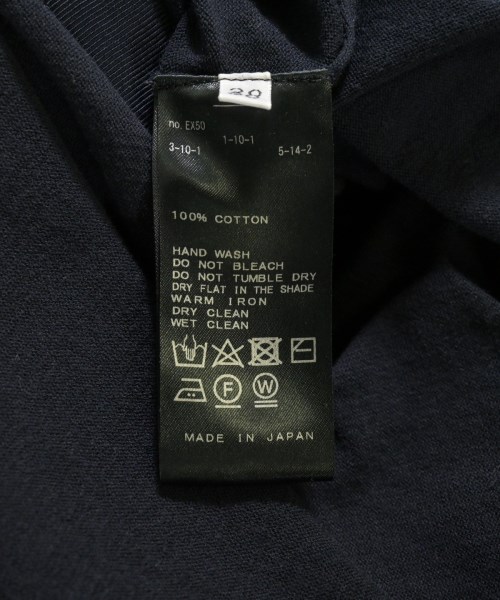 no. EX50
1-10-1
3-10-1 5-14-2
100% COTTON
HAND WASH
DO NOT BLEACH
DO NOT TUMBLE DRY
DRY FLAT IN THE SHADE
WARM IRON
DRY CLEAN
WET CLEAN
F W
MADE IN JAPAN